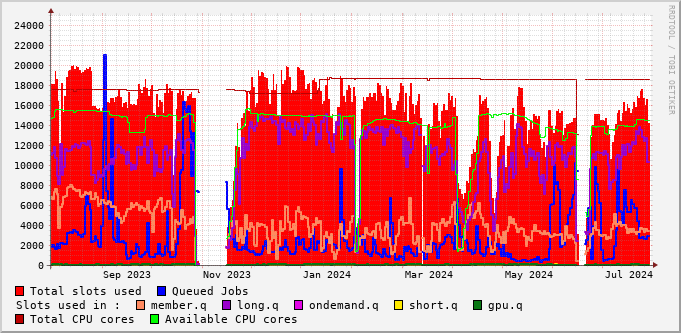 24000
22000
20000
18000
16000
14000
12000
10000
8000
6000
4000
2000
0
Sep 2023 Nov 2023 Jan 2024 Mar 2024 May 2024 Jul 2024
Total slots used Queued Jobs
Slots used in : member.q long.q ondemand.q short.q gpu.q
Total CPU cores Available CPU cores
RRDTOOL / TOBI OETIKER